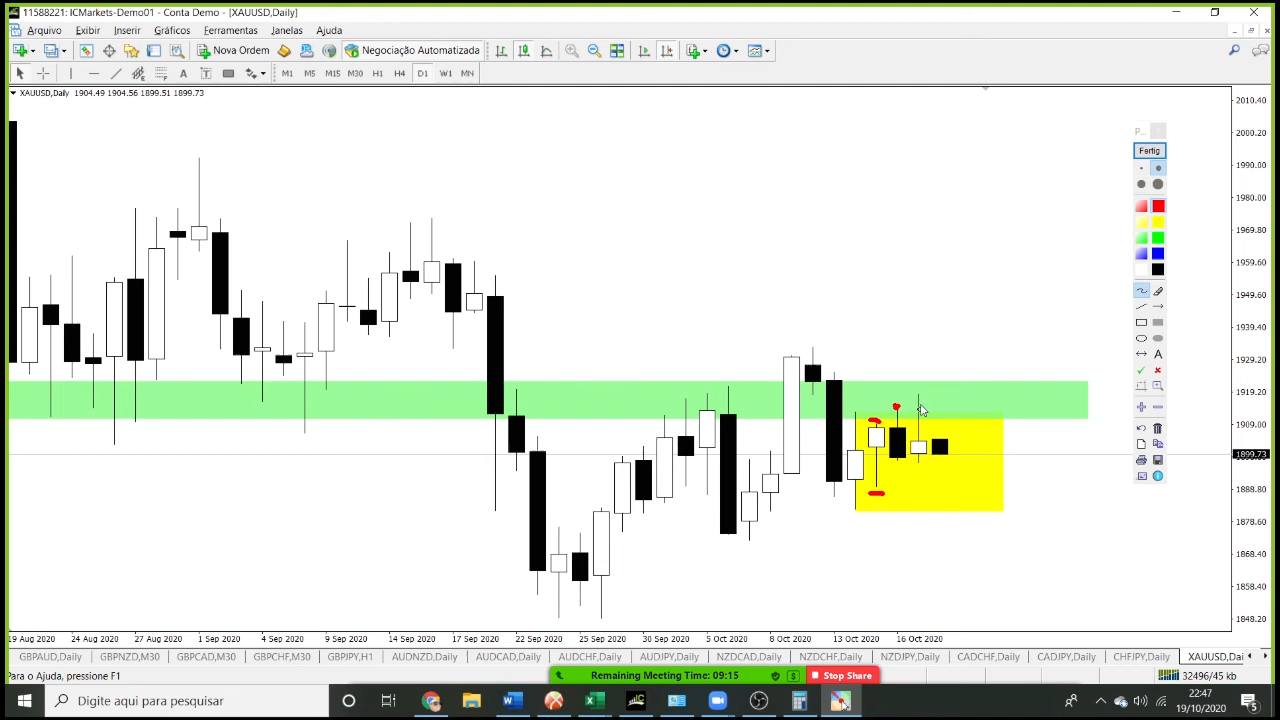 11588221: ICMarkets-Demo01 - Conta Demo - [XAUUSD,Daily]
Arquivo Exibir Inserir Gráficos Ferramentas Janelas Ajuda
Nova Ordem Negociação Automatizada
A T M1 M5 M15 M30 H1 H4 D1 W1 MN
XAUUSD,Daily 1904.49 1904.56 1899.51 1899.73
2010.40
2000.20
1990.00
1980.00
1969.80
1959.60
1949.60
1939.40
1929.20
1919.20
1909.00
1899.73
1888.80
1878.60
1868.40
1858.40
1848.20
P...
Fertig
A
19 Aug 2020 24 Aug 2020 27 Aug 2020 1 Sep 2020 4 Sep 2020 9 Sep 2020 14 Sep 2020 17 Sep 2020 22 Sep 2020 25 Sep 2020 30 Sep 2020 5 Oct 2020 8 Oct 2020 13 Oct 2020 16 Oct 2020
GBPAUD,Daily GBPNZD,M30 GBPCAD,M30 GBPCHF,M30 GBPJPY,H1 AUDNZD,Daily AUDCAD,Daily AUDCHF,Daily AUDJPY,Daily NZDCAD,Daily NZDCHF,Daily NZDJPY,Daily CADCHF,Daily CADJPY,Daily CHFJPY,Daily XAUUSD,Dai
Para o Ajuda, pressione F1 Remaining Meeting Time: 09:15 Stop Share 32496/45 kb
Digite aqui para pesquisar
22:47
19/10/2020
5